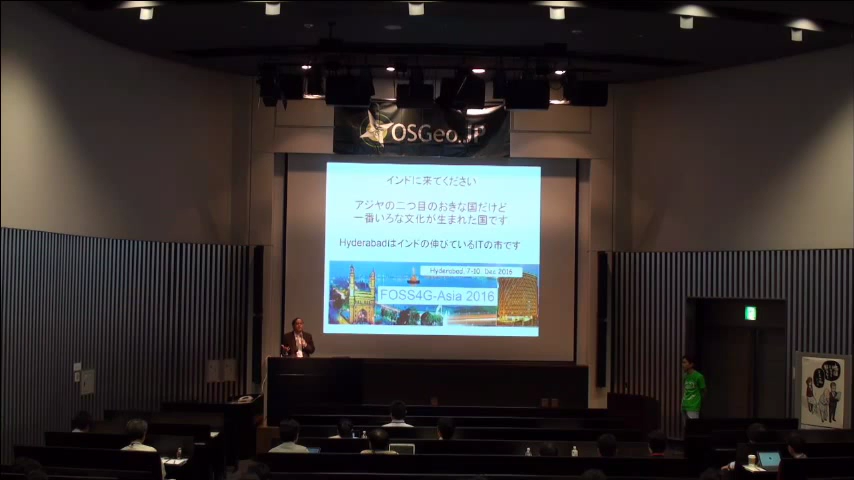 OSGeo.JP
インドに来てください
アジヤの二つ目のおきな国だけど
一番いろな文化が生まれた国です
Hyderabadはインドの伸びているITの市です
Hyderabad, 7-10, Dec 2016
FOSS4G-Asia 2016